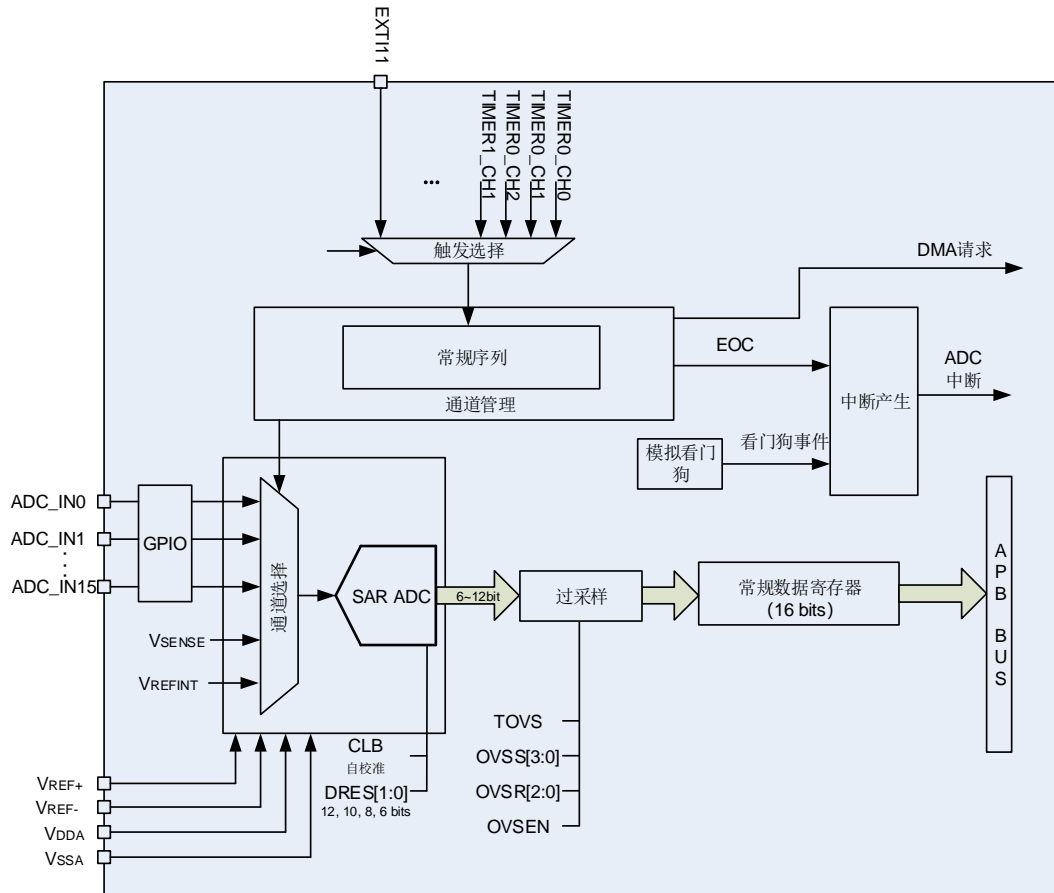 EXTI11
TIMER1_CH1
TIMER0_CH2
TIMER0_CH1
TIMER0_CH0
...
触发选择
DMA请求
常规序列
通道管理
EOC
中断产生
ADC
中断
模拟看门
狗
看门狗事件
ADC_IN0
ADC_IN1
ADC_IN15
GPIO
VSENSE
VREFINT
通道选择
SAR ADC
6~12bit
过采样
常规数据寄存器
(16 bits)
APB BUS
CLB
自校准
DRES[1:0]
12, 10, 8, 6 bits
TOVS
OVSS[3:0]
OVSR[2:0]
OVSEN
VREF+
VREF-
VDDA
VSSA